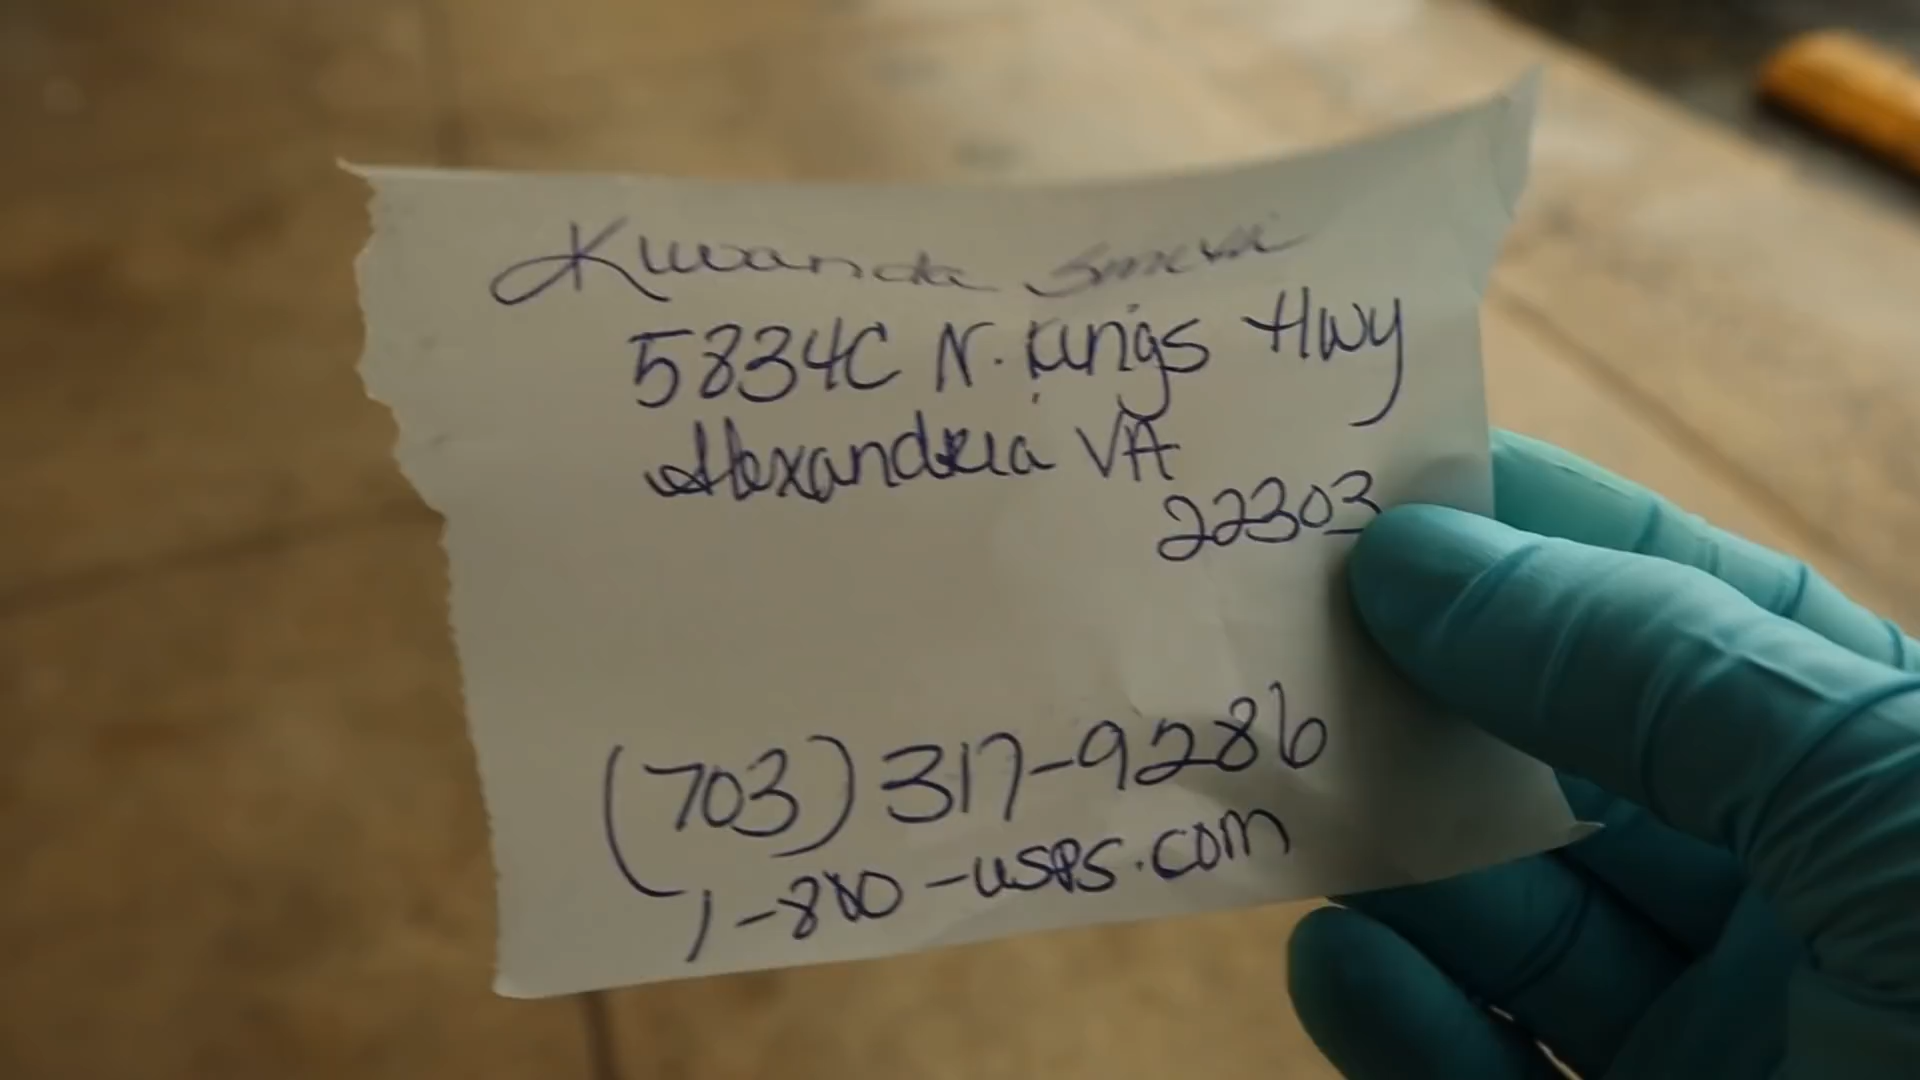 Kwanda
5834C N. Kings Hwy
Alexandria VA
22303
(703) 317-9286
1-800-usps.com